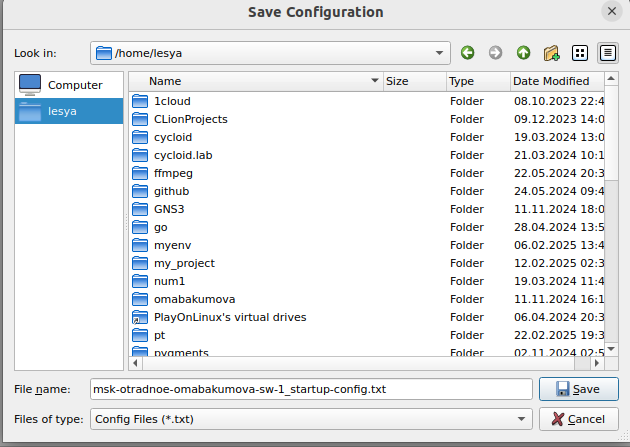 Save Configuration
Look in: /home/lesya
Computer
lesya
Name Size Type Date Modified
1cloud Folder 08.10.2023 22:4
CLionProjects Folder 09.12.2023 14:0
cycloid Folder 19.03.2024 13:0
cycloid.lab Folder 21.03.2024 10:1
ffmpeg Folder 22.05.2024 20:3
github Folder 24.05.2024 09:4
GNS3 Folder 11.11.2024 18:0
go Folder 28.04.2024 13:5
myenv Folder 06.02.2025 13:4
my_project Folder 12.02.2025 02:3
num1 Folder 19.03.2024 11:4
omabakumova Folder 11.11.2024 16:1
PlayOnLinux's virtual drives Folder 06.04.2024 20:3
pt Folder 22.02.2025 19:3
pygments Folder 02.11.2024 02:5
File name: msk-otradnoe-omabakumova-sw-1_startup-config.txt Save
Files of type: Config Files (*.txt) Cancel